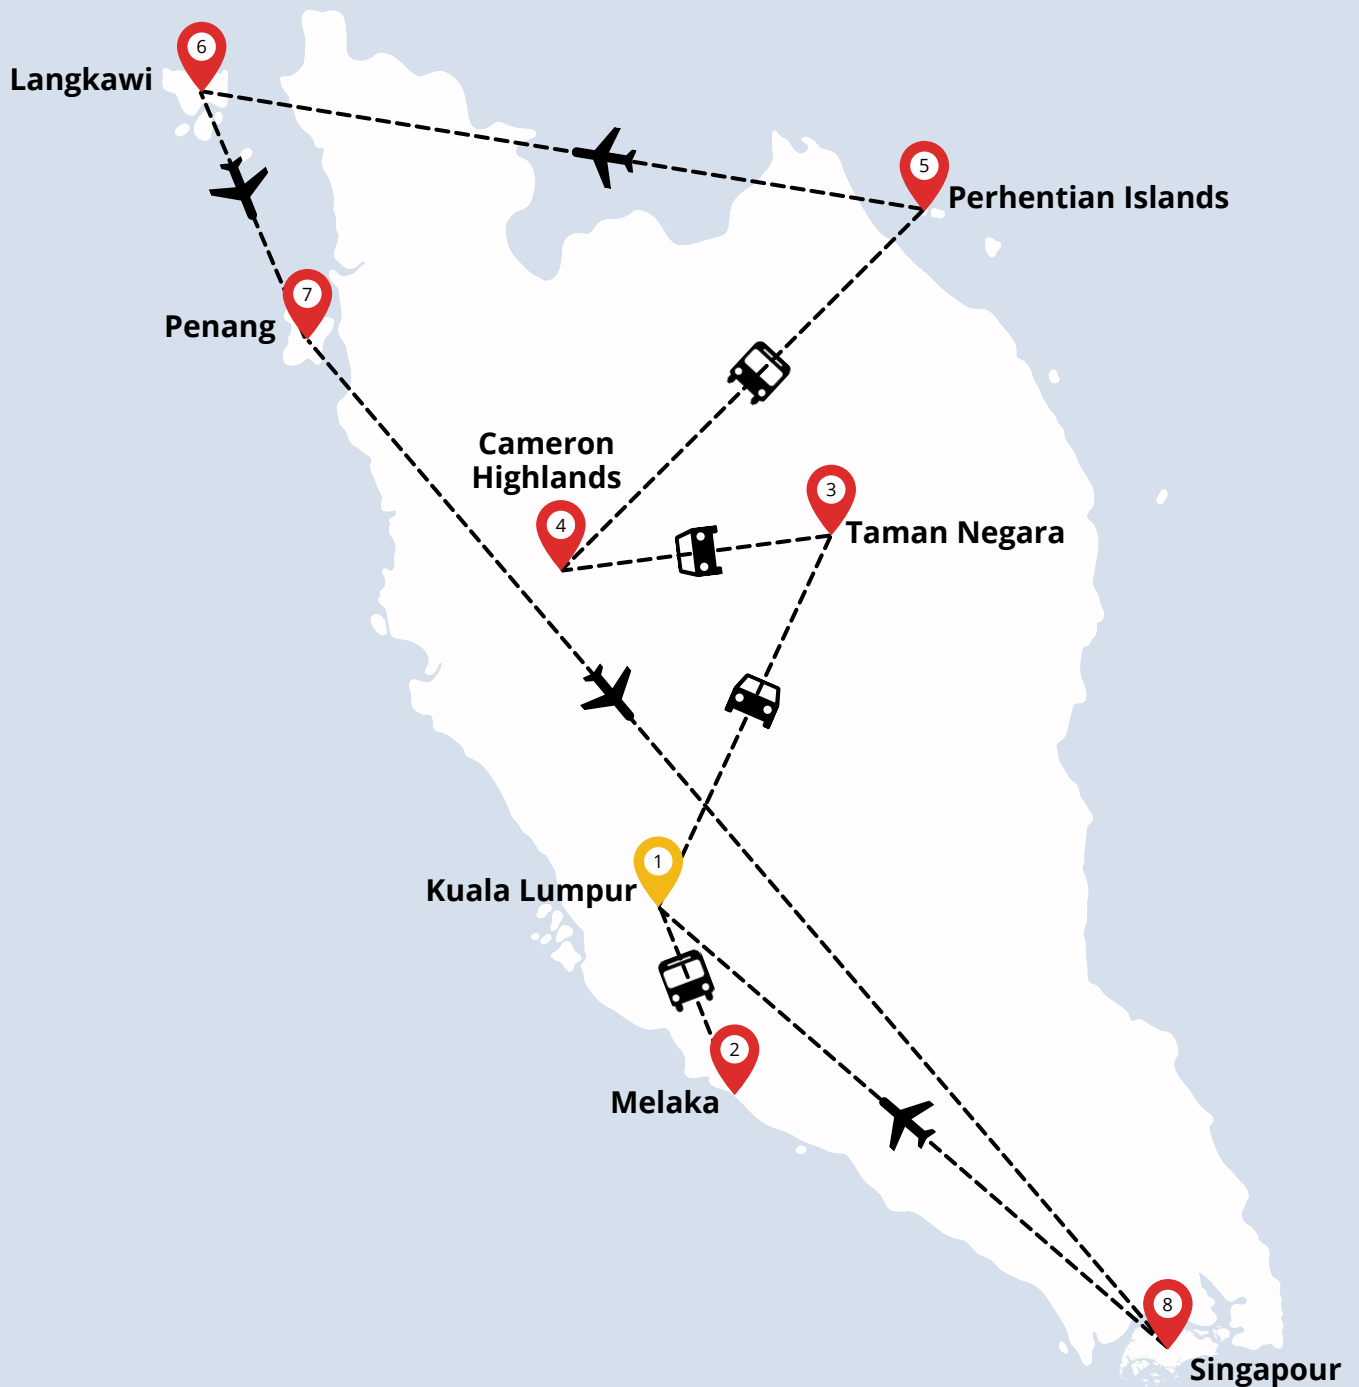 6
Langkawi
5
Perhentian Islands
7
Penang
Cameron
Highlands
3
4
Taman Negara
1
Kuala Lumpur
2
Melaka
8
Singapour